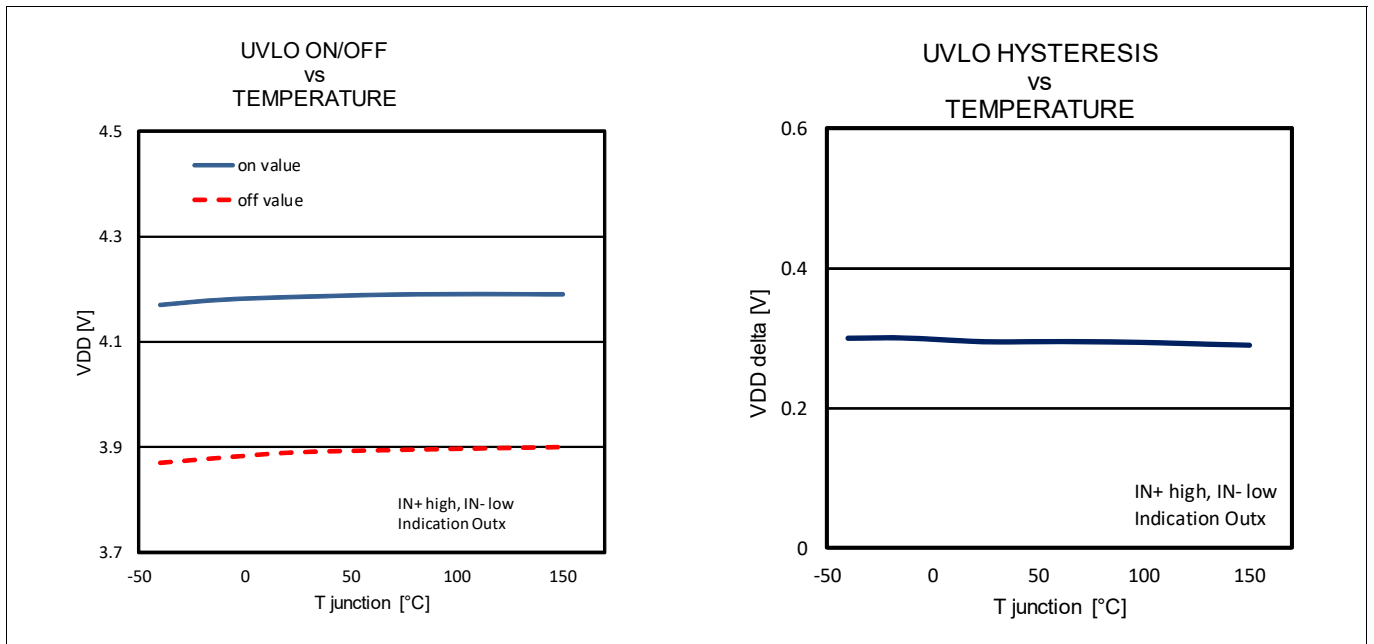 UVLO ON/OFF
vs
TEMPERATURE
4.5
on value
off value
4.3
4.1
3.9
3.7
VDD [V]
IN+ high, IN- low
Indication Outx
-50
0
50
100
150
T junction [°C]
UVLO HYSTERESIS
vs
TEMPERATURE
0.6
0.4
0.2
0
VDD delta [V]
IN+ high, IN- low
Indication Outx
-50
0
50
100
150
T junction [°C]